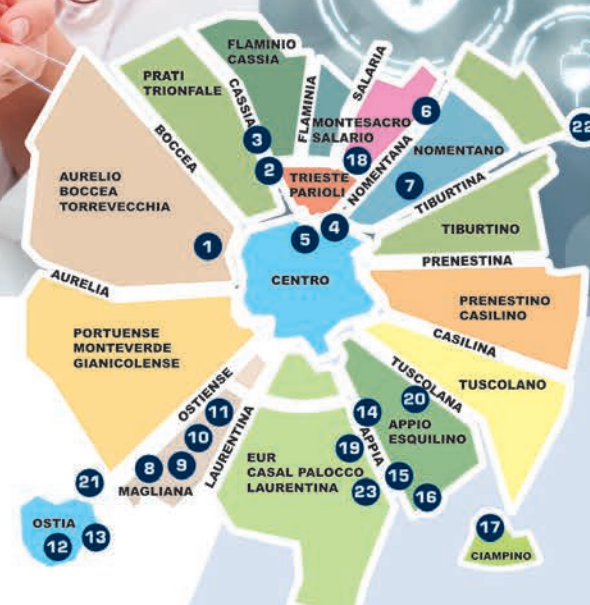 FLAMINIO
CASSIA
PRATI
TRIONFALE
CASSIA
FLAMINIA
SALARIA
BOCCEA
3
2
MONTESACRO
SALARIO
6
18
NOMENTANA
22
NOMENTANO
7
TRIESTE
PARIOLI
TIBURTINA
AURELIO
BOCCEA
TORREVECCHIA
1
5
4
TIBURTINO
PRENESTINA
CENTRO
AURELIA
PRENESTINO
CASILINO
CASILINA
PORTUENSE
MONTEVERDE
GIANICOLENSE
TUSCOLANA
TUSCOLANO
20
OSTIENSE
11
10
9
8
MAGLIANA
LAURENTINA
14
APPIA
APPIO
ESQUILINO
19
15
16
23
EUR
CASAL PALOCCO
LAURENTINA
21
OSTIA
12
13
17
CIAMPINO